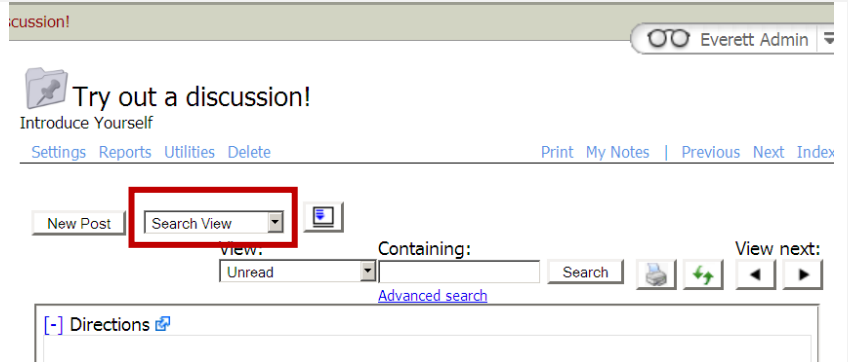 scussion!
Everett Admin
Try out a discussion!
Introduce Yourself
Settings Reports Utilities Delete Print My Notes | Previous Next Index
New Post Search View
View: Containing: View next:
Unread Search
Advanced search
[-] Directions